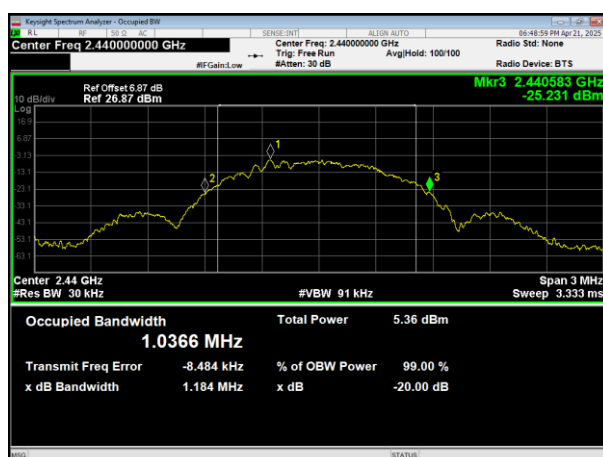 Keysight Spectrum Analyzer - Occupied BW
RL RF 50 Ω AC SENSE:INT ALIGN AUTO 06:48:59 PM Apr 21, 2025
Center Freq 2.440000000 GHz Center Freq: 2.440000000 GHz Radio Std: None
Trig: Free Run Avg|Hold: 100/100
#IFGain:Low #Atten: 30 dB Radio Device: BTS
Ref Offset 6.87 dB Mkr3 2.440583 GHz
10 dB/div Ref 26.87 dBm -25.231 dBm
Log
16.9
6.87
-3.13
-13.1
-23.1
-33.1
-43.1
-53.1
-63.1
1
2
3
Center 2.44 GHz Span 3 MHz
#Res BW 30 kHz #VBW 91 kHz Sweep 3.333 ms
Occupied Bandwidth Total Power 5.36 dBm
1.0366 MHz
Transmit Freq Error -8.484 kHz % of OBW Power 99.00 %
x dB Bandwidth 1.184 MHz x dB -20.00 dB
MSG STATUS